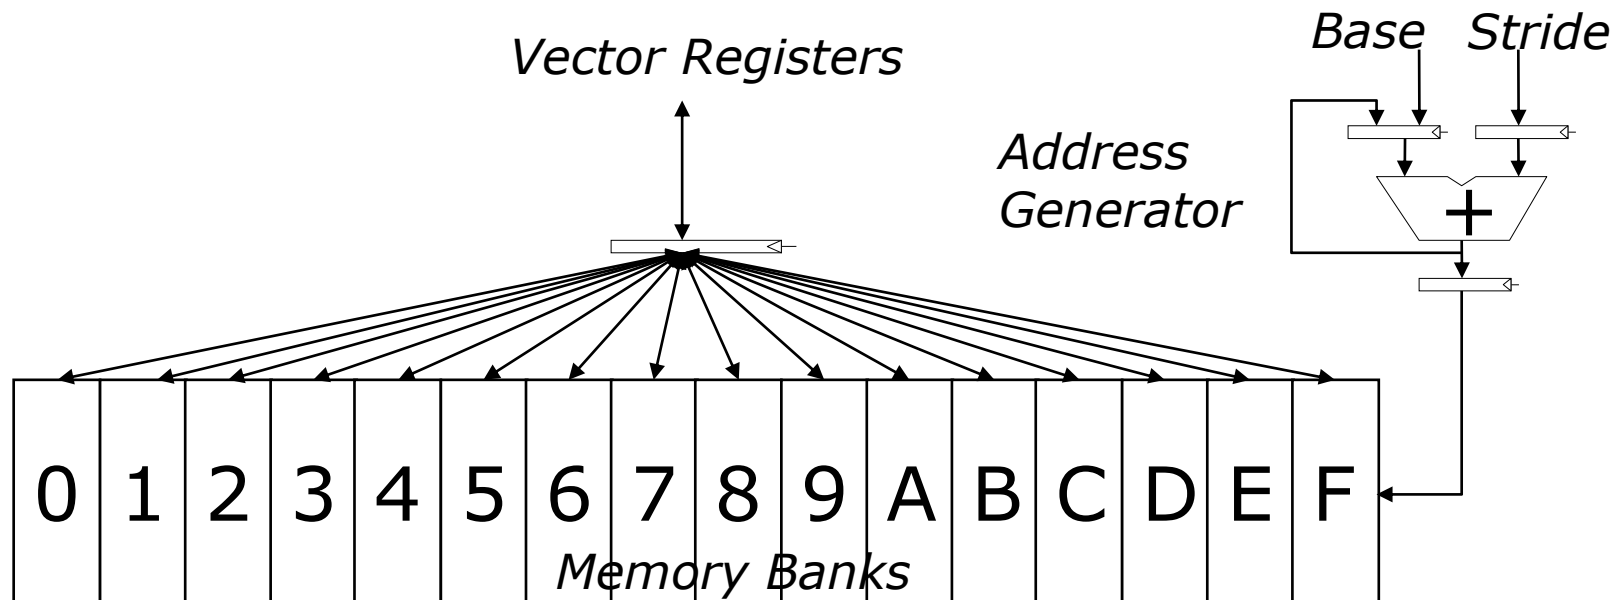 Base Stride
Vector Registers
Address
Generator
+
0 1 2 3 4 5 6 7 8 9 A B C D E F
Memory Banks